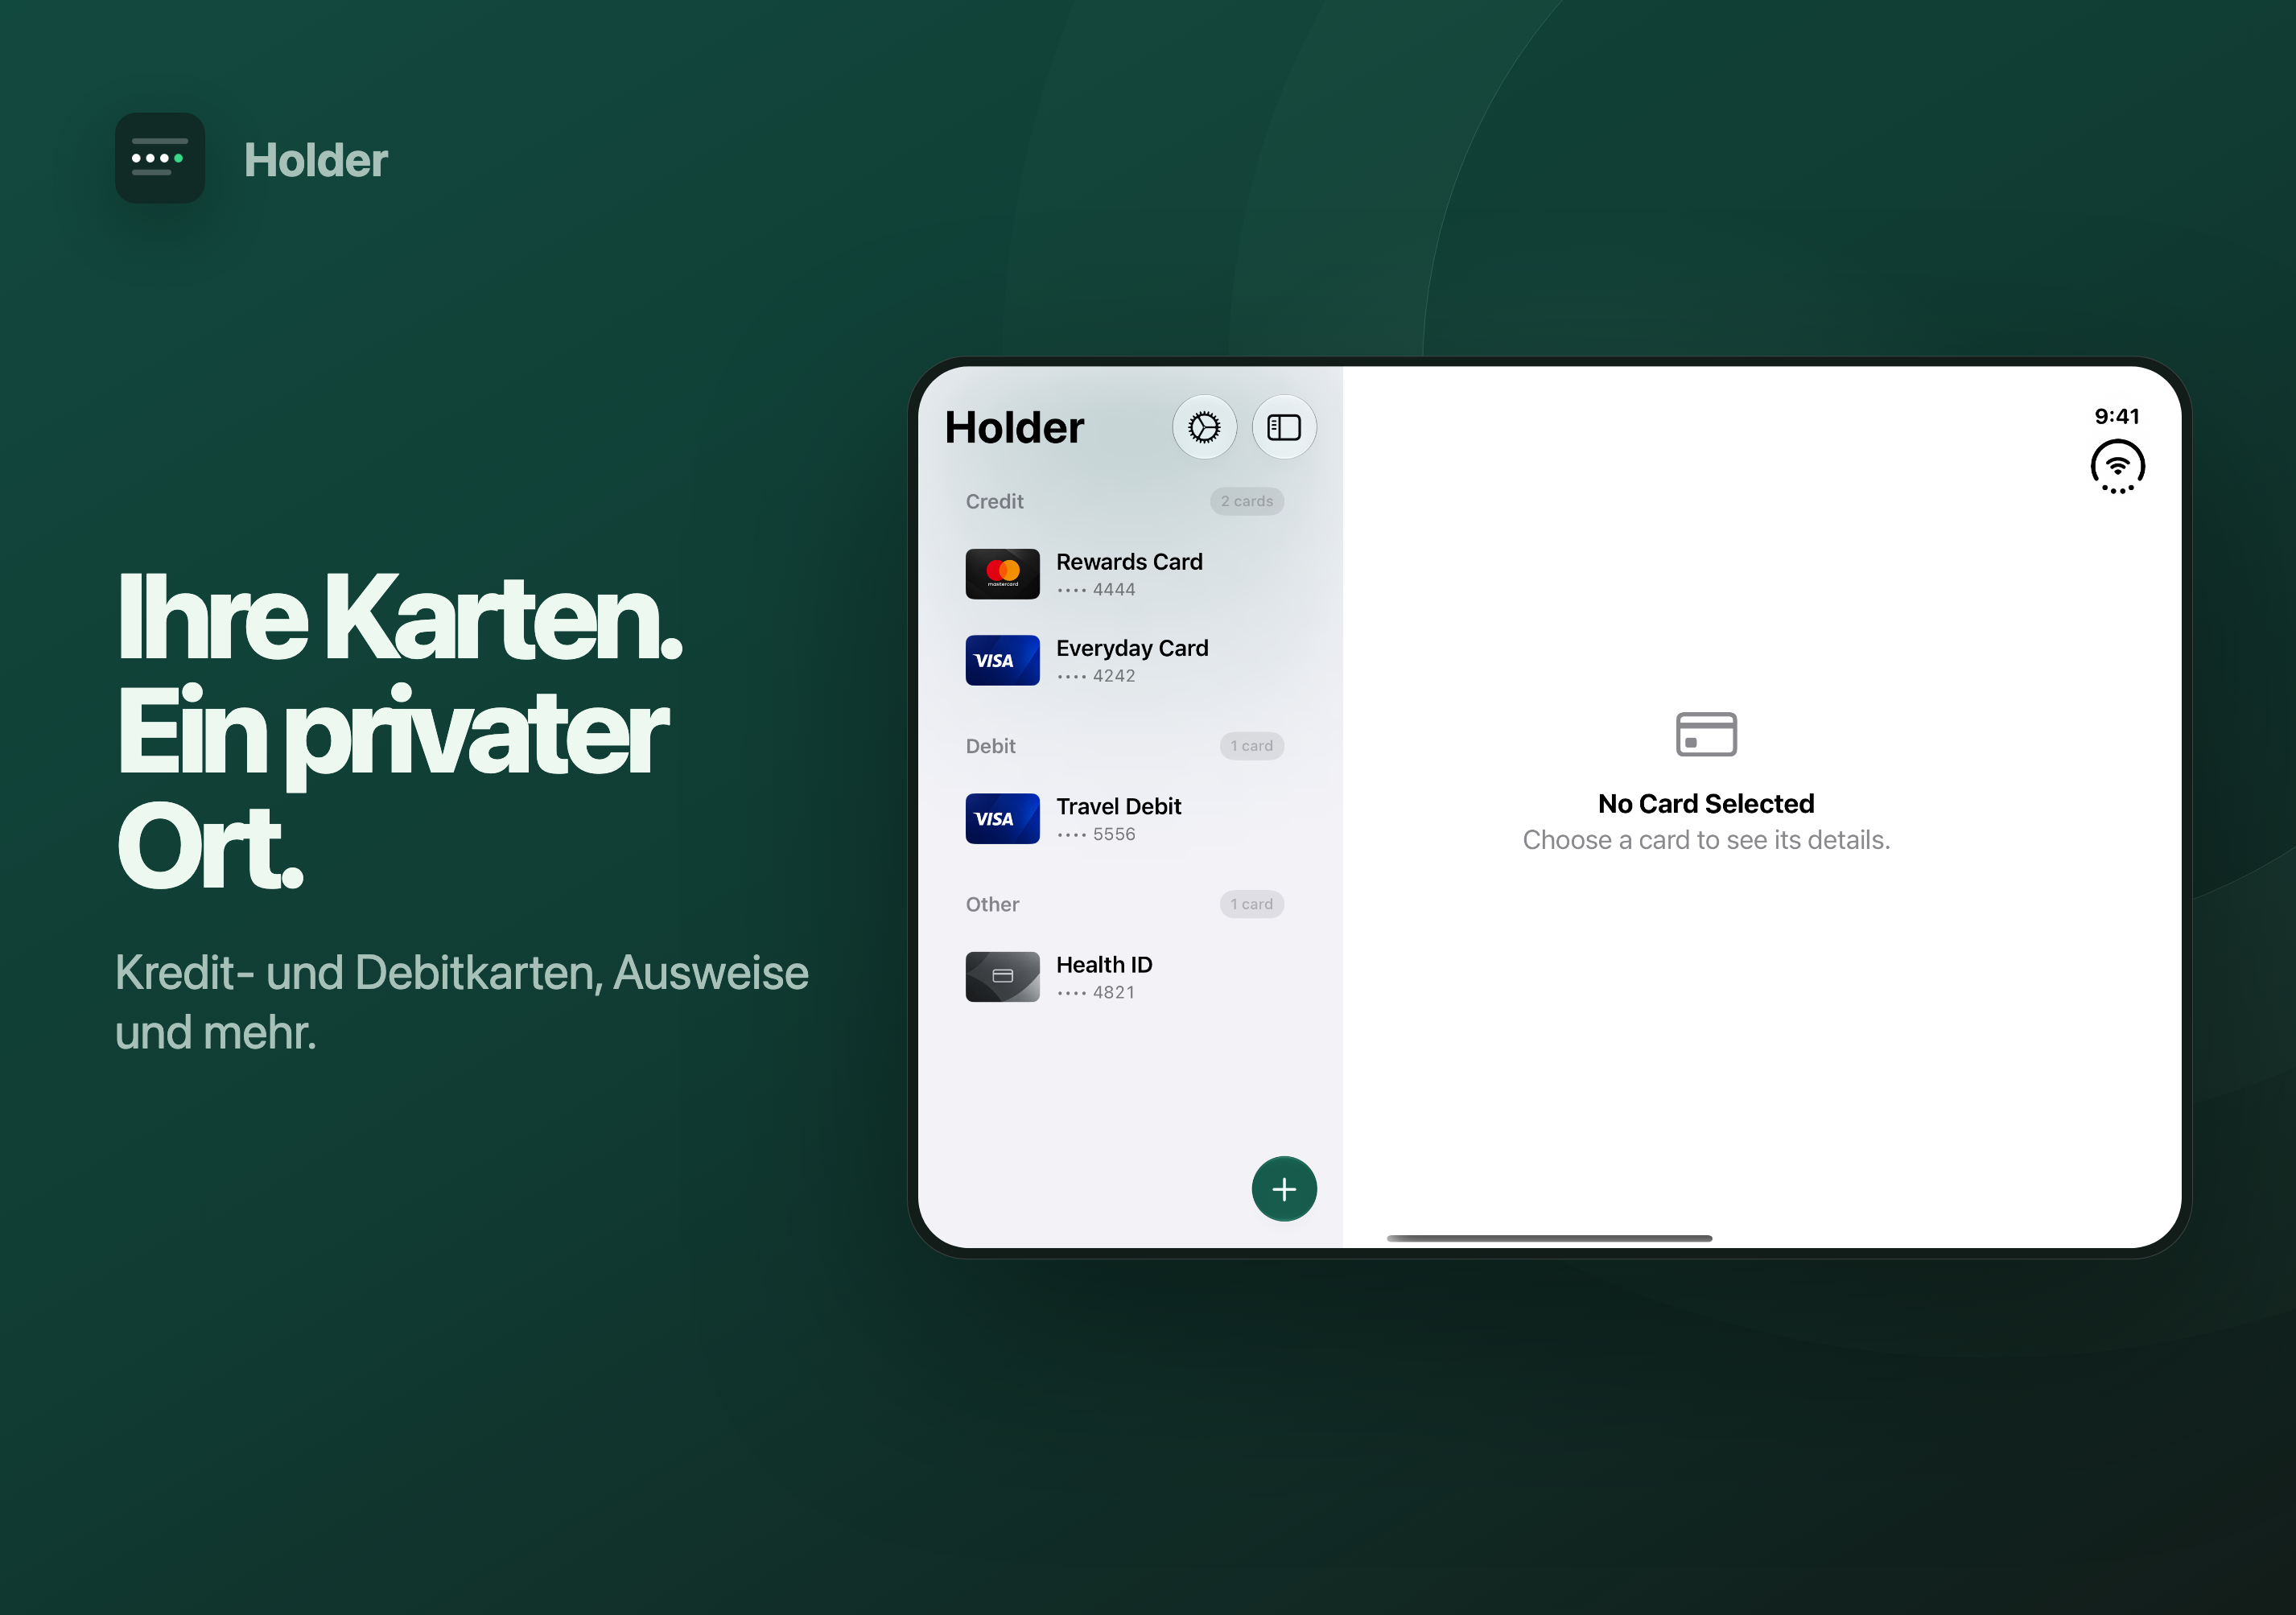 Holder
Ihre Karten.
Ein privater
Ort.
Kredit- und Debitkarten, Ausweise
und mehr.
Holder
Credit
2 cards
mastercard
Rewards Card
•••• 4444
VISA
Everyday Card
•••• 4242
Debit
1 card
VISA
Travel Debit
•••• 5556
Other
1 card
Health ID
•••• 4821
9:41
No Card Selected
Choose a card to see its details.